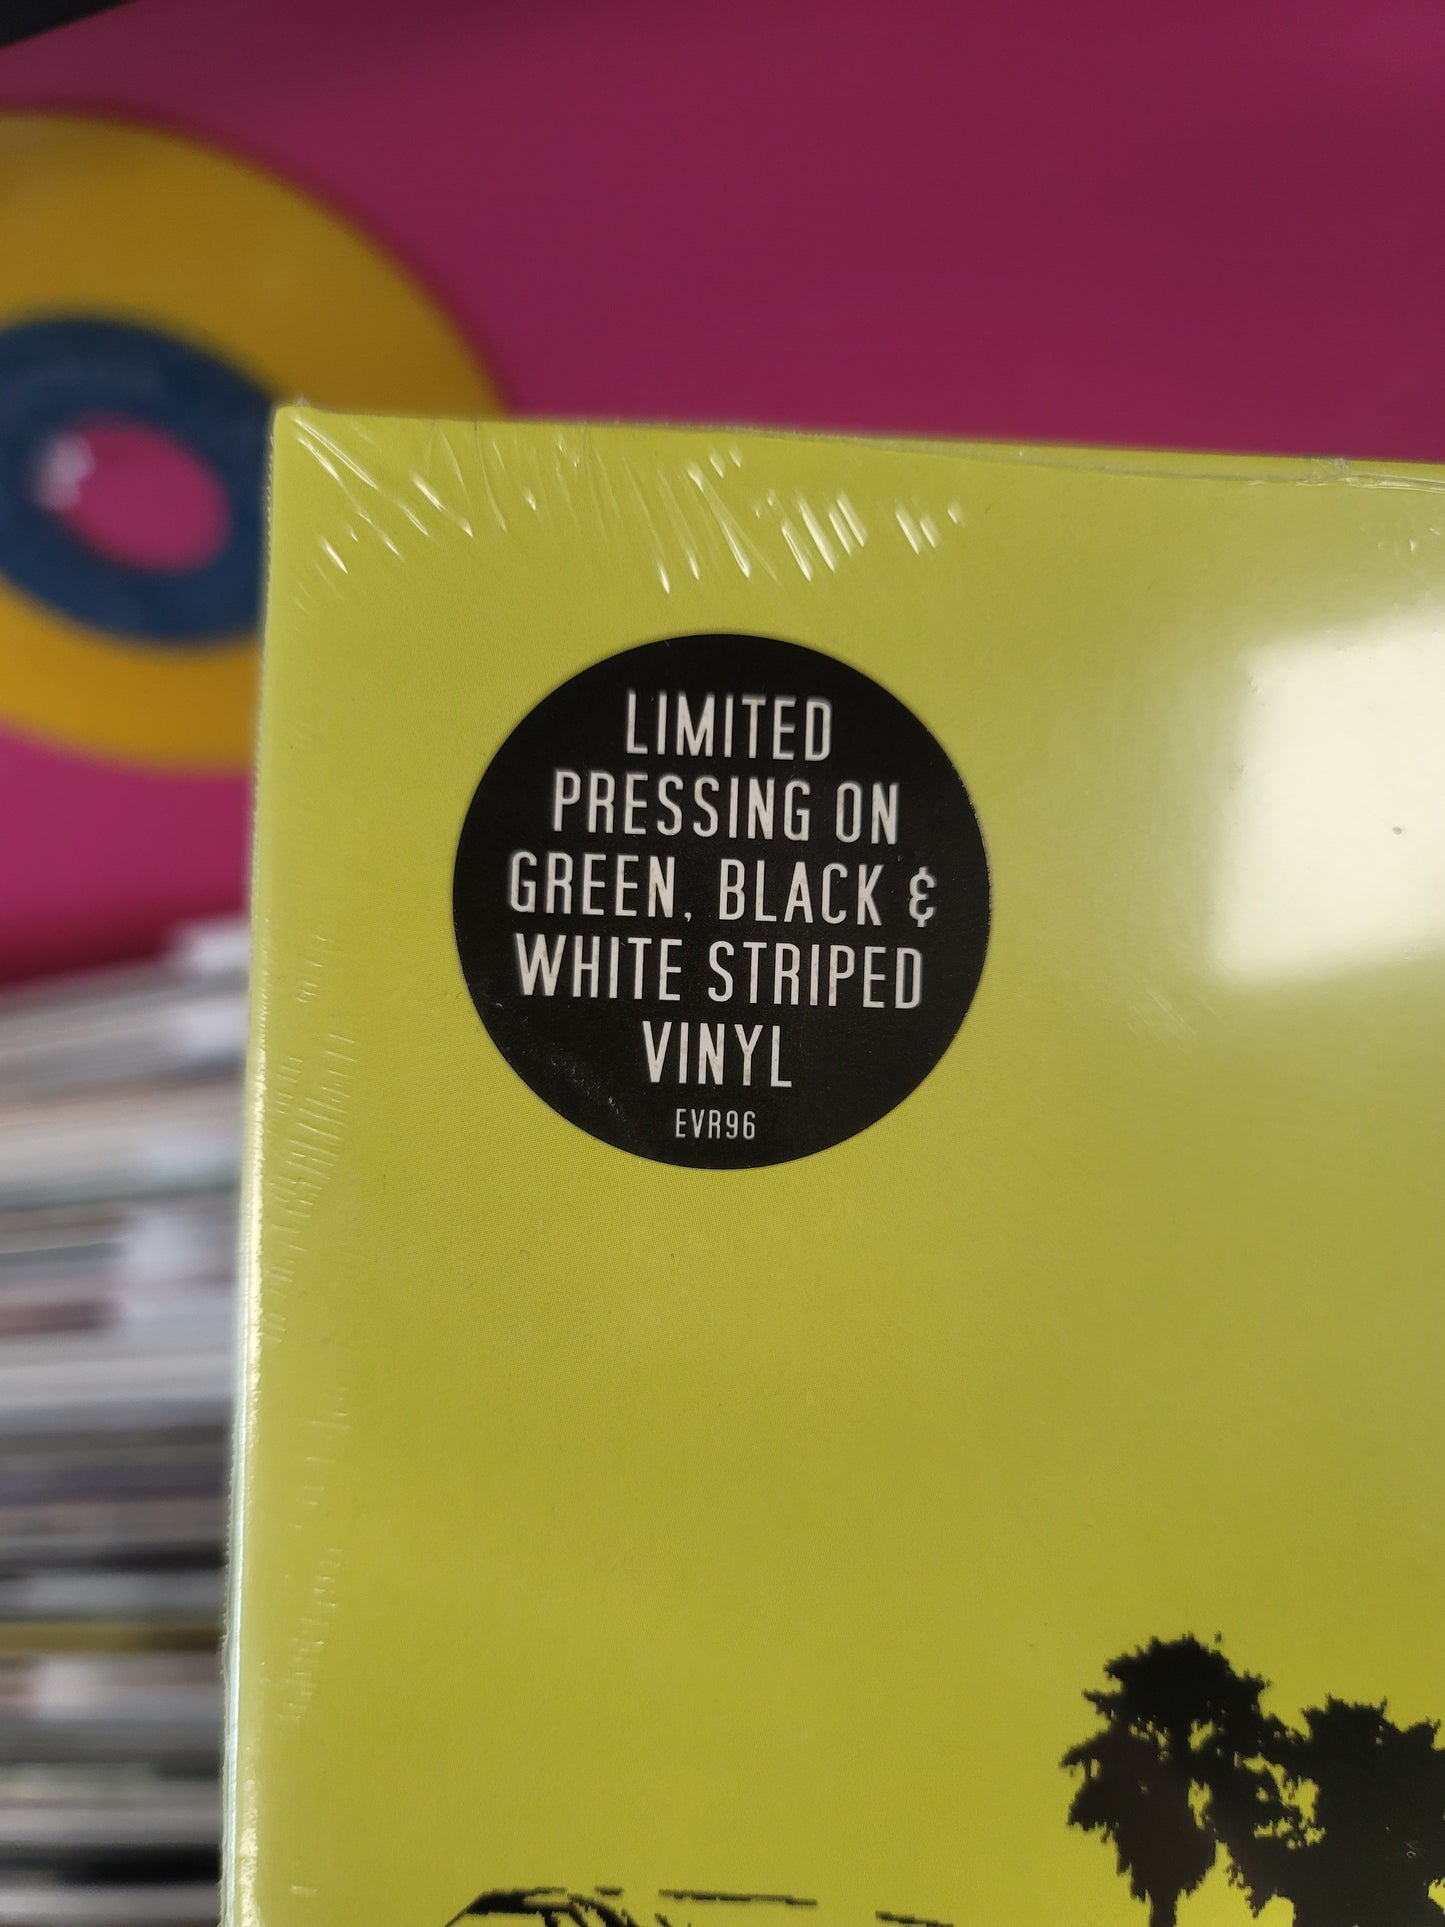 LIMITED
PRESSING ON
GREEN, BLACK &
WHITE STRIPED
VINYL
EVR96